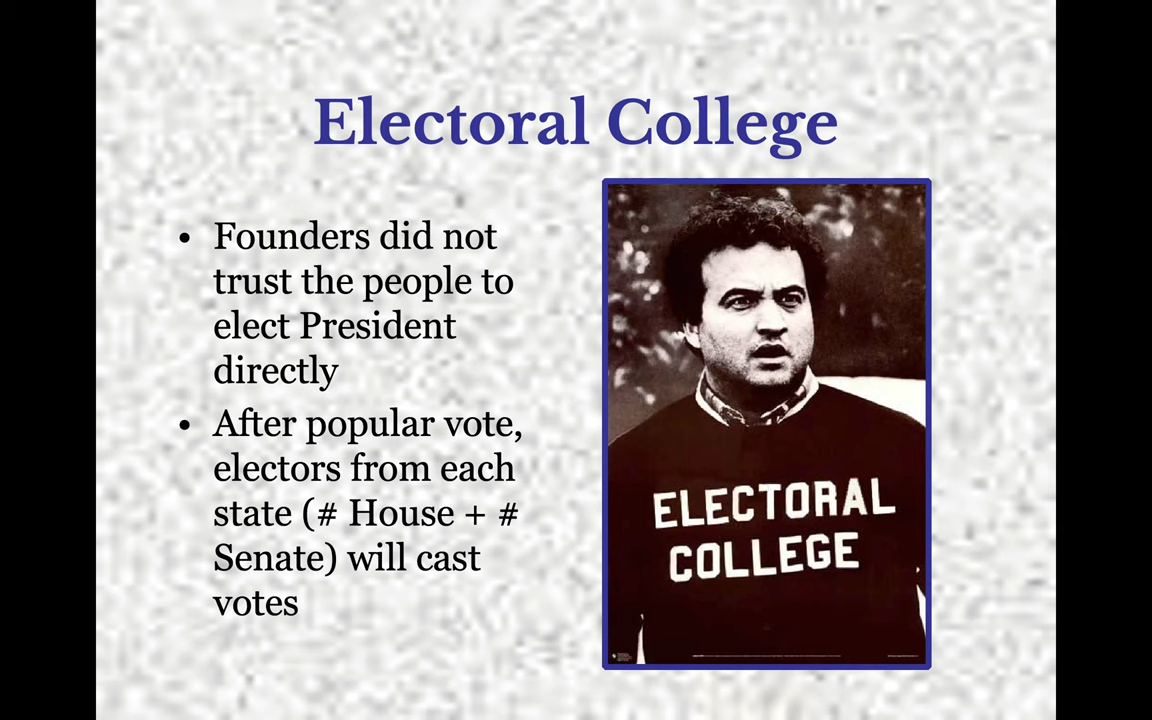 Electoral College
• Founders did not
trust the people to
elect President
directly
• After popular vote,
electors from each
state (# House + #
Senate) will cast
votes
ELECTORAL
COLLEGE